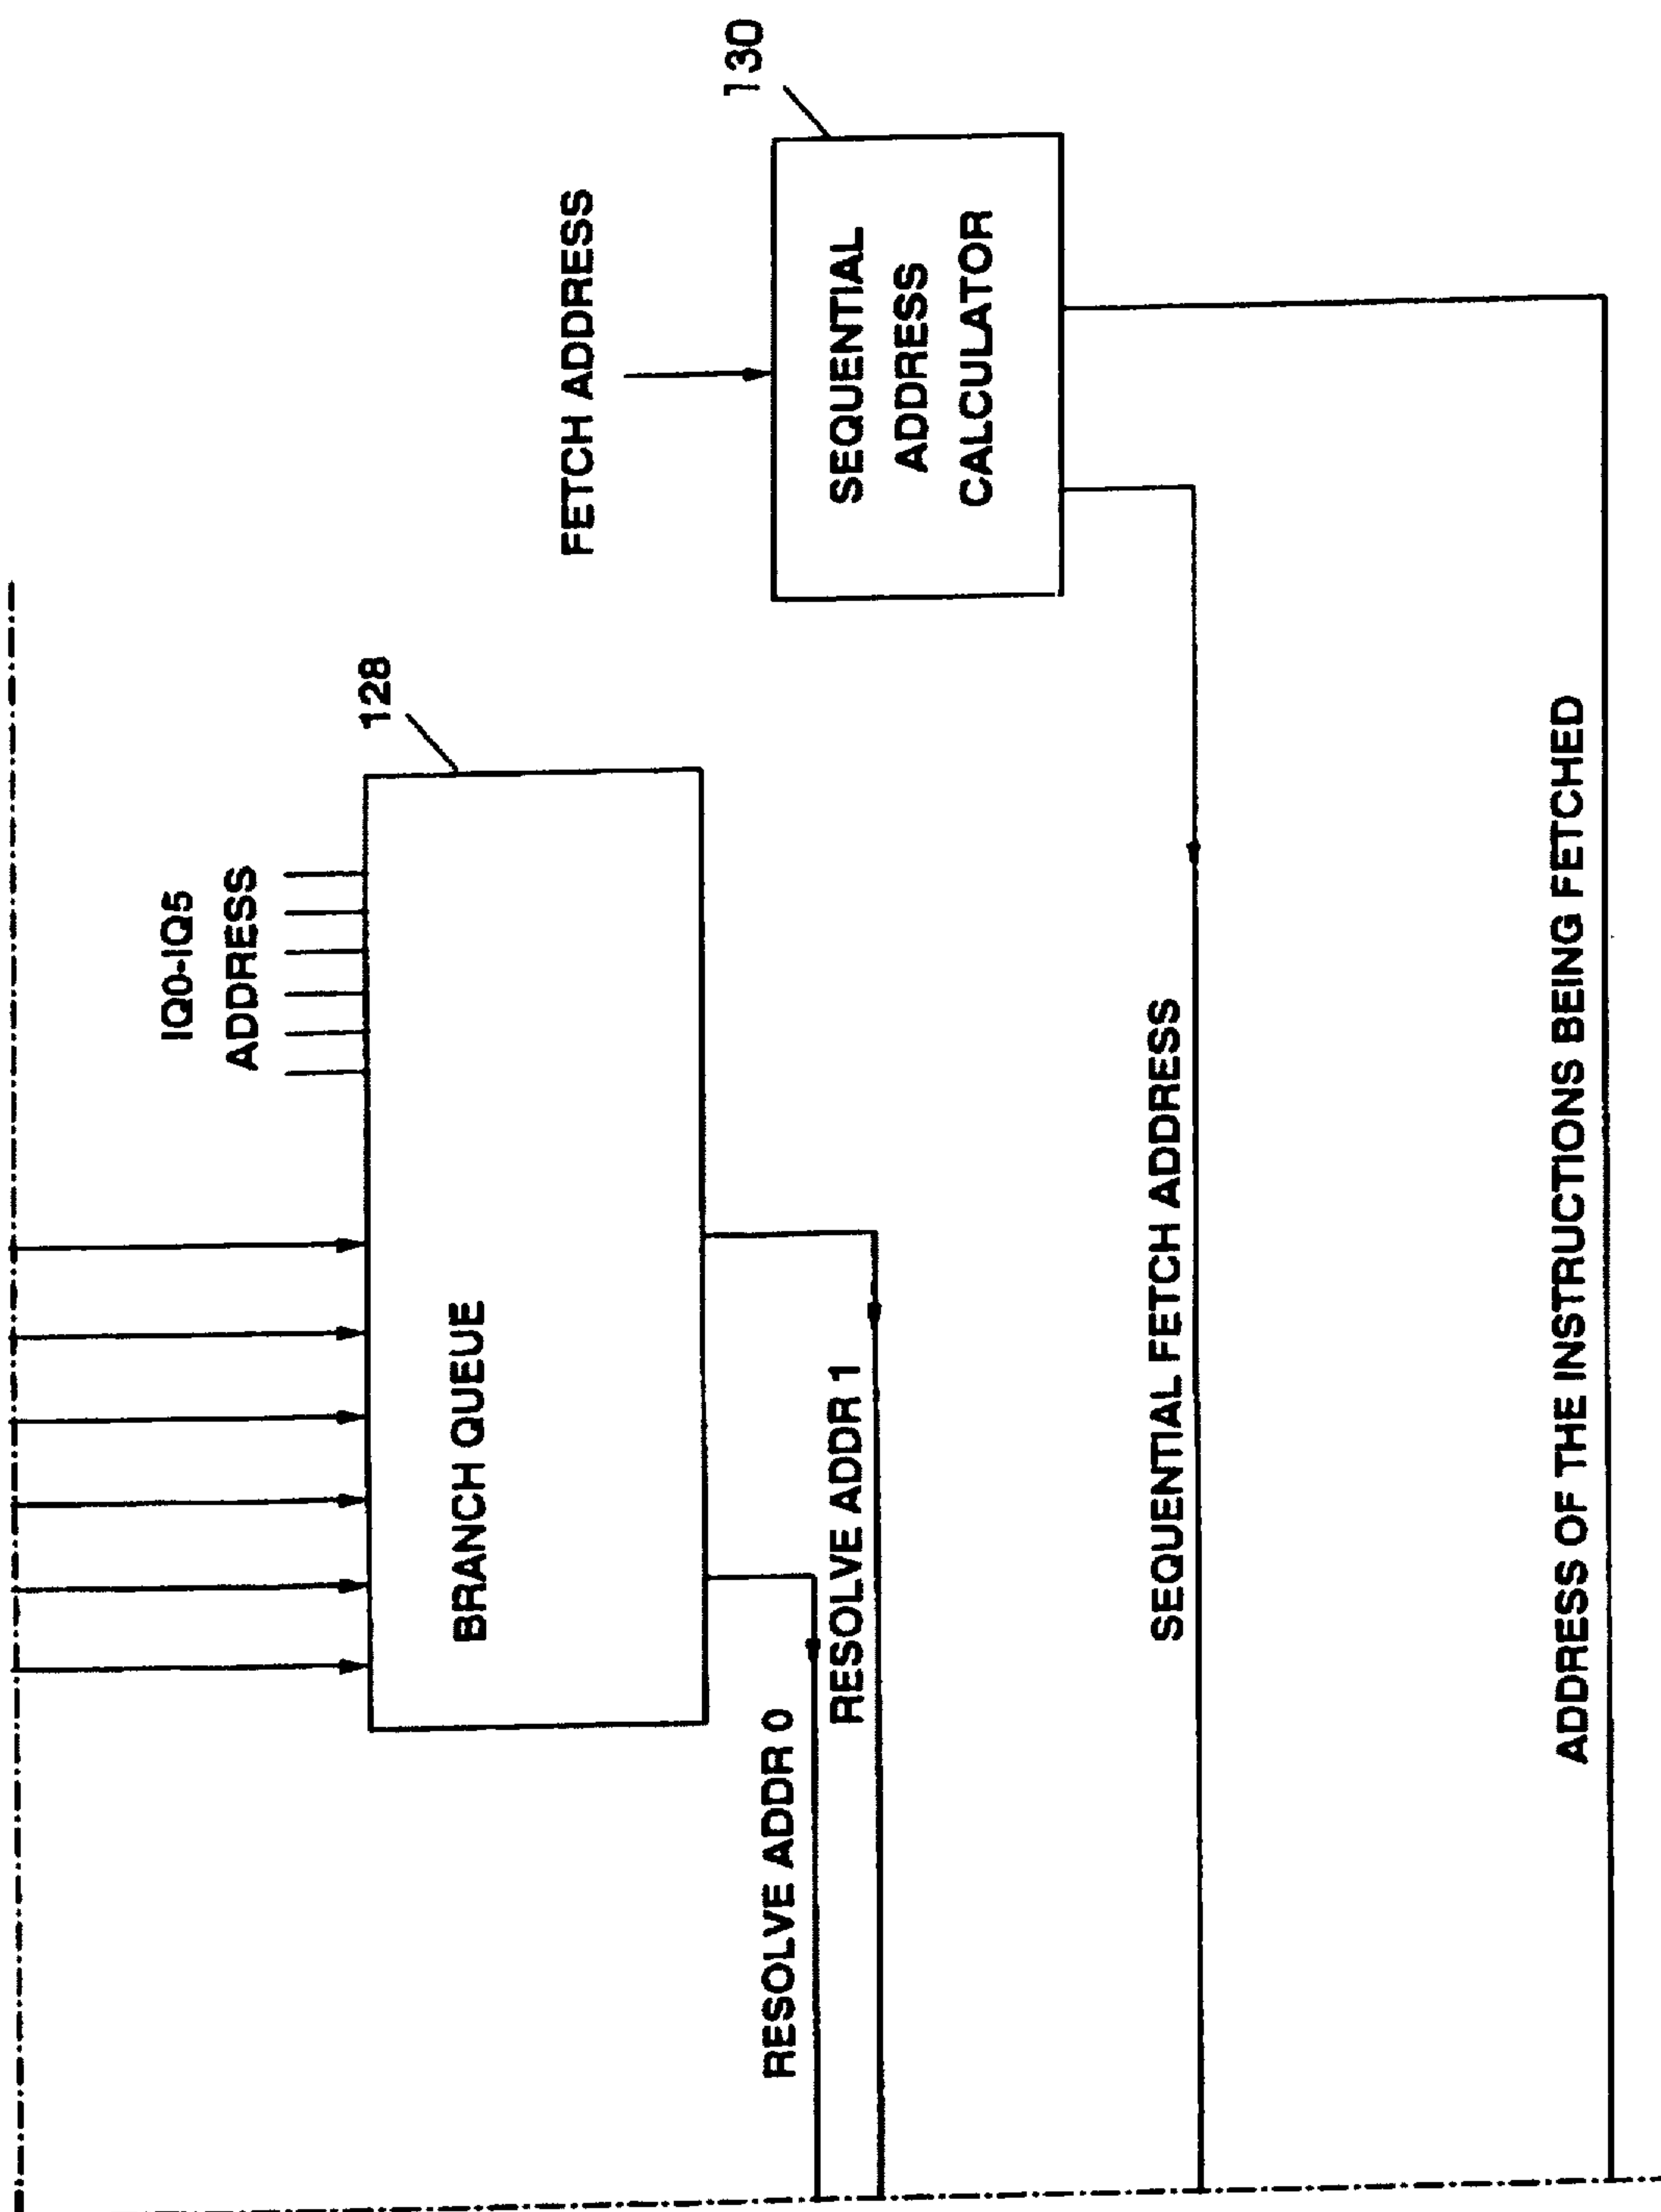 130
FETCH ADDRESS
SEQUENTIAL
ADDRESS
CALCULATOR
128
IQ0-IQ5
ADDRESS
BRANCH QUEUE
RESOLVE ADDR 0
RESOLVE ADDR 1
SEQUENTIAL FETCH ADDRESS
ADDRESS OF THE INSTRUCTIONS BEING FETCHED